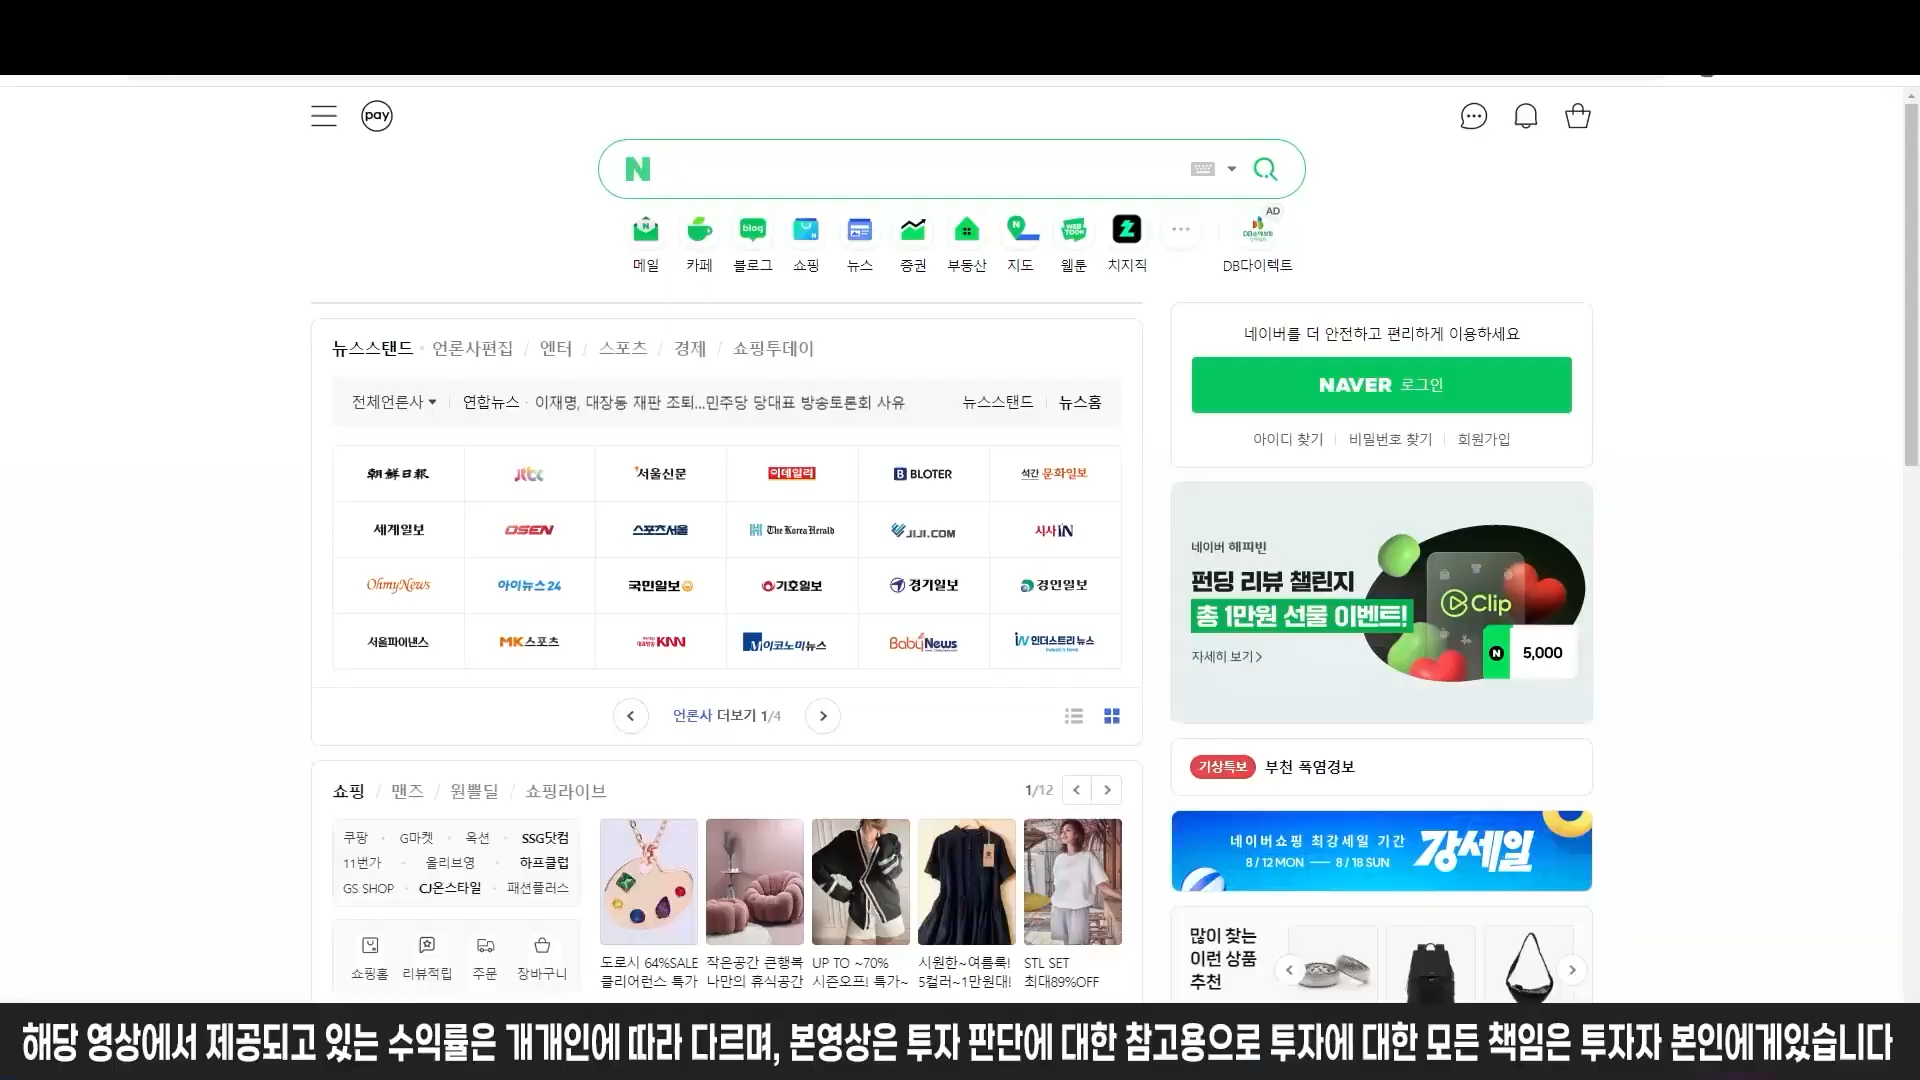 pay
N
메일 카페 블로그 쇼핑 뉴스 증권 부동산 지도 웹툰 치지직
AD
DB다이렉트
뉴스스탠드 언론사편집 / 엔터 / 스포츠 / 경제 / 쇼핑투데이
전체언론사 연합뉴스 · 이재명, 대장동 재판 조퇴...민주당 당대표 방송토론회 사유 뉴스스탠드 뉴스홈
朝鮮日報 jtbc 서울신문 이데일리 BLOTER 석간 문화일보
세계일보 OSEN 스포츠서울 The Korea Herald JIJI.COM 시사IN
OhmyNews 아이뉴스24 국민일보 기호일보 경기일보 경인일보
서울파이낸스 MK스포츠 KNN 이코노미뉴스 BabyNews 인더스트리뉴스
언론사 더보기 1/4
쇼핑 / 맨즈 / 원쁠딜 / 쇼핑라이브 1/12
쿠팡 G마켓 옥션 SSG닷컴
11번가 올리브영 하프클럽
GS SHOP CJ온스타일 패션플러스
쇼핑홈 리뷰적립 주문 장바구니
도로시 64%SALE
클리어런스 특가
작은공간 큰행복
나만의 휴식공간
UP TO ~70%
시즌오프! 특가~
시원한~여름룩!
5컬러~1만원대!
STL SET
최대89%OFF
네이버를 더 안전하고 편리하게 이용하세요
NAVER 로그인
아이디 찾기 비밀번호 찾기 회원가입
네이버 해피빈
펀딩 리뷰 챌린지
총 1만원 선물 이벤트!
자세히 보기
Clip
N 5,000
기상특보 부천 폭염경보
네이버쇼핑 최강세일 기간
8 / 12 MON — 8 / 18 SUN
강세일
많이 찾는
이런 상품
추천
해당 영상에서 제공되고 있는 수익률은 개개인에 따라 다르며, 본영상은 투자 판단에 대한 참고용으로 투자에 대한 모든 책임은 투자자 본인에게있습니다